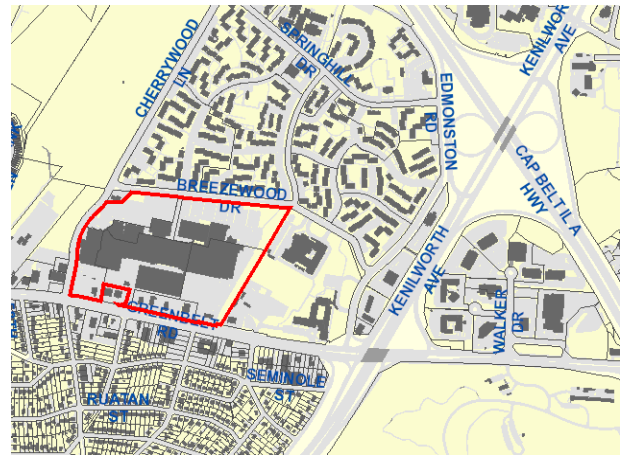 SPRINGHILL
DR
KENILWORTH
AVE
CHERRYWOOD
LN
EDMONSTON
RD
CAP BELT ILA
HWY
BREEZEWOOD
DR
KENILWORTH
AVE
WALKER
DR
GREENBELT
RD
SEMINOLE
ST
RUATAN
ST